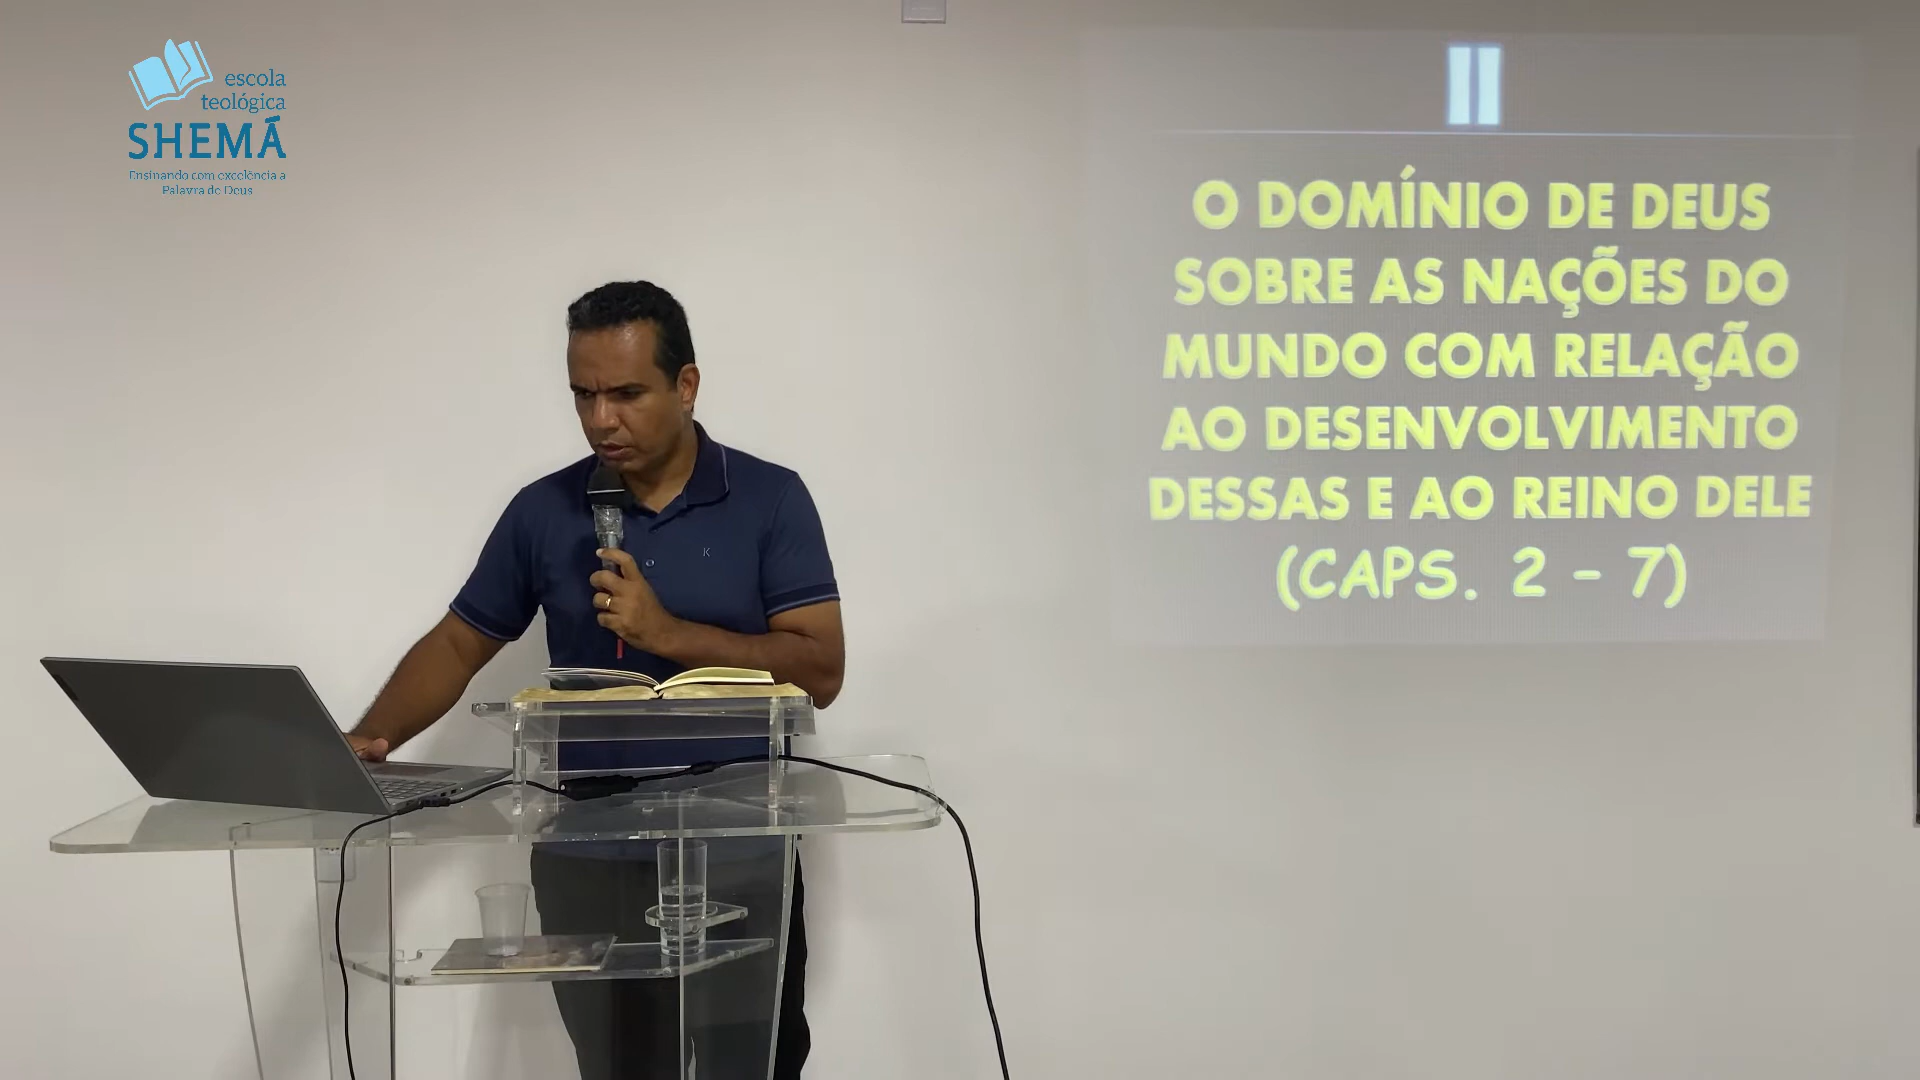 escola
teológica
SHEMÁ
Ensinando com excelência a
Palavra de Deus
II
O DOMÍNIO DE DEUS
SOBRE AS NAÇÕES DO
MUNDO COM RELAÇÃO
AO DESENVOLVIMENTO
DESSAS E AO REINO DELE
(CAPS. 2 – 7)
K